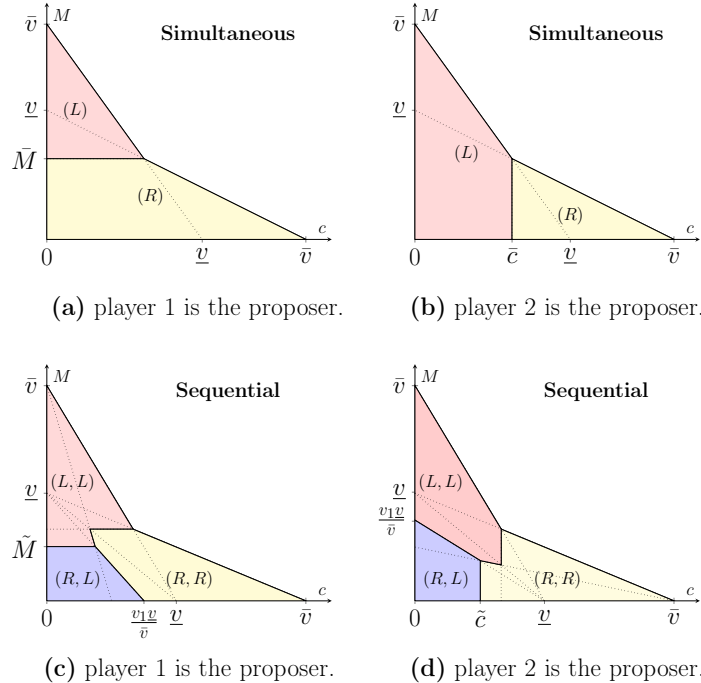 v̄ M
Simultaneous
v̲
(L)
M̄
(R)
c
0 v̲ v̄
(a) player 1 is the proposer.
v̄ M
Simultaneous
v̲
(L)
(R)
c
0 c̄ v̲ v̄
(b) player 2 is the proposer.
v̄ M
Sequential
v̲
(L, L)
M̃
(R, L) (R, R)
c
0 v₁v̲/v̄ v̲ v̄
(c) player 1 is the proposer.
v̄ M
Sequential
v̲
(L, L)
v₁v̲/v̄
(R, L) (R, R)
c
0 c̃ v̲ v̄
(d) player 2 is the proposer.